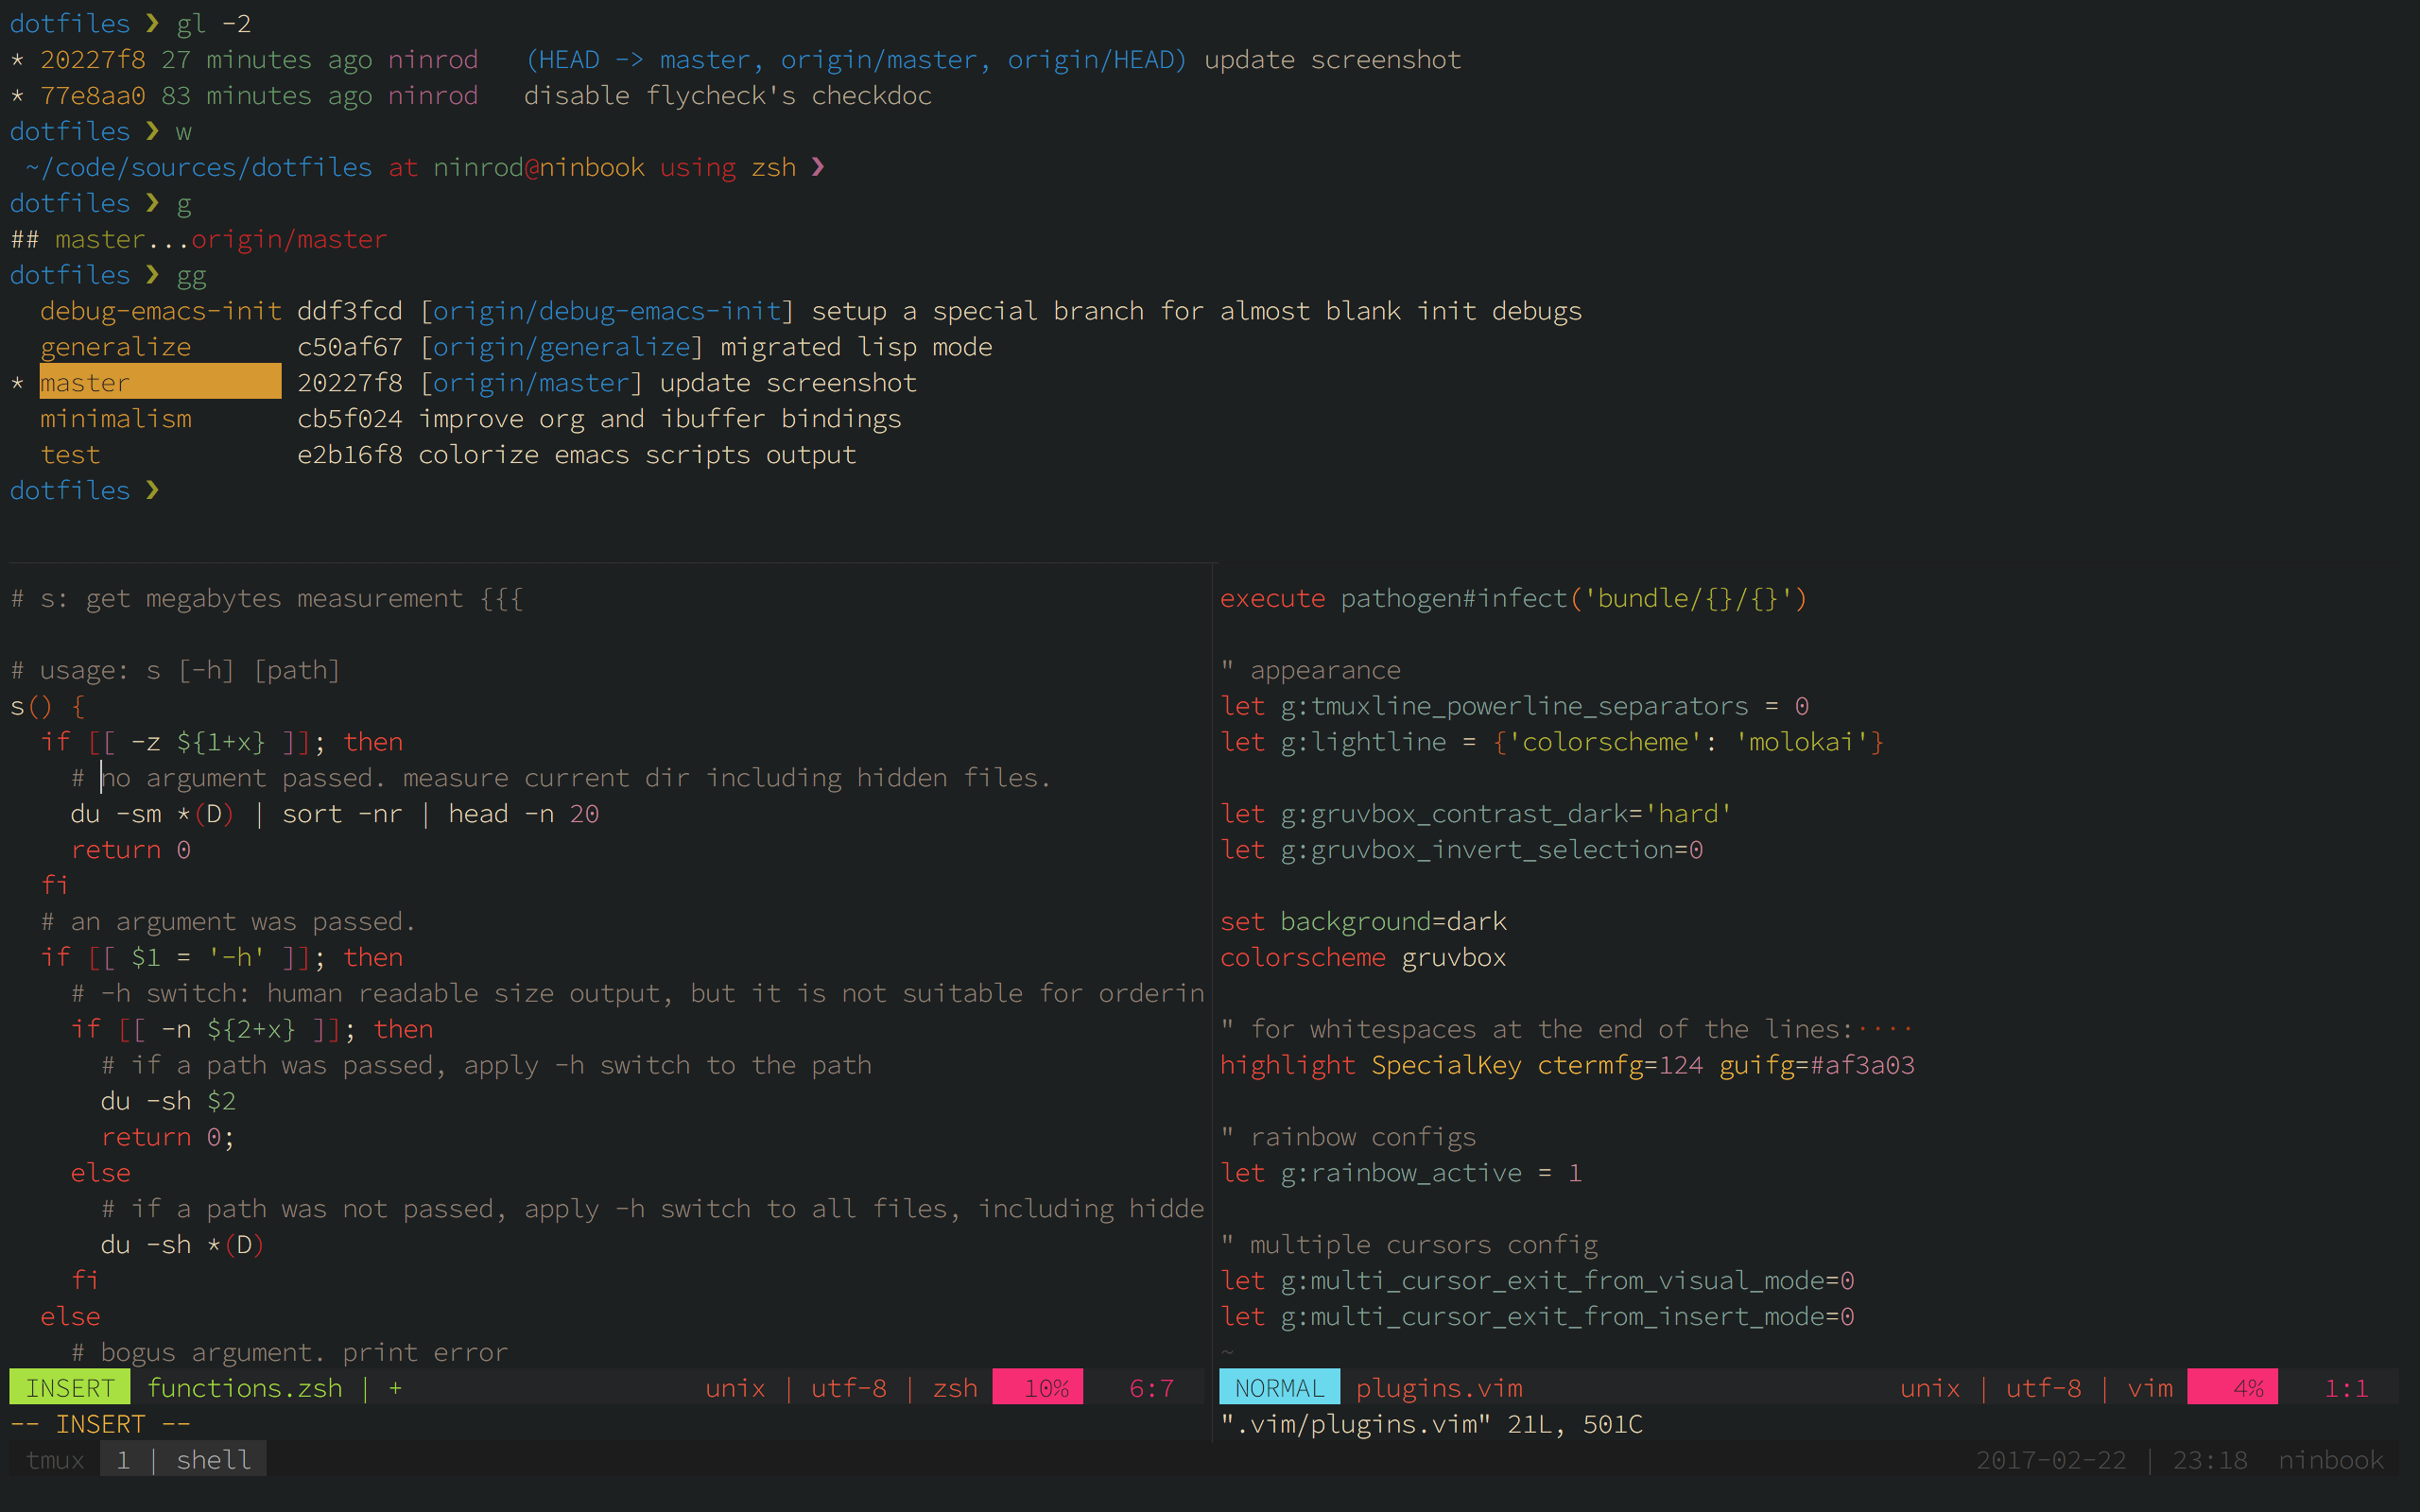 dotfiles ❯ gl -2
* 20227f8 27 minutes ago ninrod   (HEAD -> master, origin/master, origin/HEAD) update screenshot
* 77e8aa0 83 minutes ago ninrod   disable flycheck's checkdoc
dotfiles ❯ w
 ~/code/sources/dotfiles at ninrod@ninbook using zsh ❯
dotfiles ❯ g
## master...origin/master
dotfiles ❯ gg
  debug-emacs-init ddf3fcd [origin/debug-emacs-init] setup a special branch for almost blank init debugs
  generalize       c50af67 [origin/generalize] migrated lisp mode
* master           20227f8 [origin/master] update screenshot
  minimalism       cb5f024 improve org and ibuffer bindings
  test             e2b16f8 colorize emacs scripts output
dotfiles ❯
# s: get megabytes measurement {{{
# usage: s [-h] [path]
s() {
  if [[ -z ${1+x} ]]; then
    # no argument passed. measure current dir including hidden files.
    du -sm *(D) | sort -nr | head -n 20
    return 0
  fi
  # an argument was passed.
  if [[ $1 = '-h' ]]; then
    # -h switch: human readable size output, but it is not suitable for orderin
    if [[ -n ${2+x} ]]; then
      # if a path was passed, apply -h switch to the path
      du -sh $2
      return 0;
    else
      # if a path was not passed, apply -h switch to all files, including hidde
      du -sh *(D)
    fi
  else
    # bogus argument. print error
INSERT functions.zsh | + unix | utf-8 | zsh 10% 6:7
-- INSERT --
execute pathogen#infect('bundle/{}/{}')
" appearance
let g:tmuxline_powerline_separators = 0
let g:lightline = {'colorscheme': 'molokai'}
let g:gruvbox_contrast_dark='hard'
let g:gruvbox_invert_selection=0
set background=dark
colorscheme gruvbox
" for whitespaces at the end of the lines:····
highlight SpecialKey ctermfg=124 guifg=#af3a03
" rainbow configs
let g:rainbow_active = 1
" multiple cursors config
let g:multi_cursor_exit_from_visual_mode=0
let g:multi_cursor_exit_from_insert_mode=0
~
NORMAL plugins.vim unix | utf-8 | vim 4% 1:1
".vim/plugins.vim" 21L, 501C
tmux 1 | shell 2017-02-22 | 23:18 ninbook